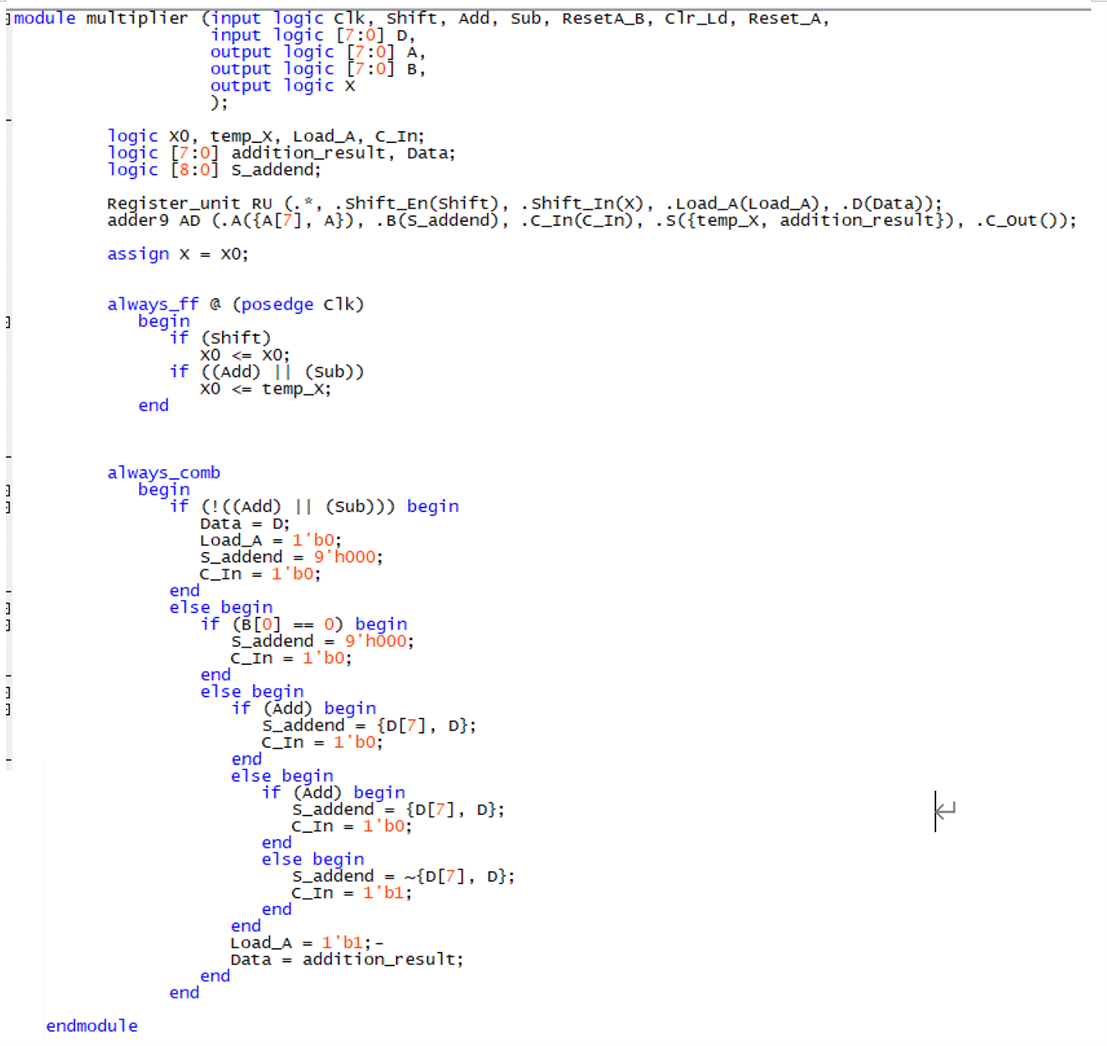 module multiplier (input logic Clk, Shift, Add, Sub, ResetA_B, Clr_Ld, Reset_A,
input logic [7:0] D,
output logic [7:0] A,
output logic [7:0] B,
output logic X
);
logic X0, temp_X, Load_A, C_In;
logic [7:0] addition_result, Data;
logic [8:0] S_addend;
Register_unit RU (.*, .Shift_En(Shift), .Shift_In(X), .Load_A(Load_A), .D(Data));
adder9 AD (.A({A[7], A}), .B(S_addend), .C_In(C_In), .S({temp_X, addition_result}), .C_Out());
assign X = X0;
always_ff @ (posedge Clk)
begin
if (Shift)
X0 <= X0;
if ((Add) || (Sub))
X0 <= temp_X;
end
always_comb
begin
if (!((Add) || (Sub))) begin
Data = D;
Load_A = 1'b0;
S_addend = 9'h000;
C_In = 1'b0;
end
else begin
if (B[0] == 0) begin
S_addend = 9'h000;
C_In = 1'b0;
end
else begin
if (Add) begin
S_addend = {D[7], D};
C_In = 1'b0;
end
else begin
if (Add) begin
S_addend = {D[7], D};
C_In = 1'b0;
end
else begin
S_addend = ~{D[7], D};
C_In = 1'b1;
end
end
Load_A = 1'b1;-
Data = addition_result;
end
end
endmodule